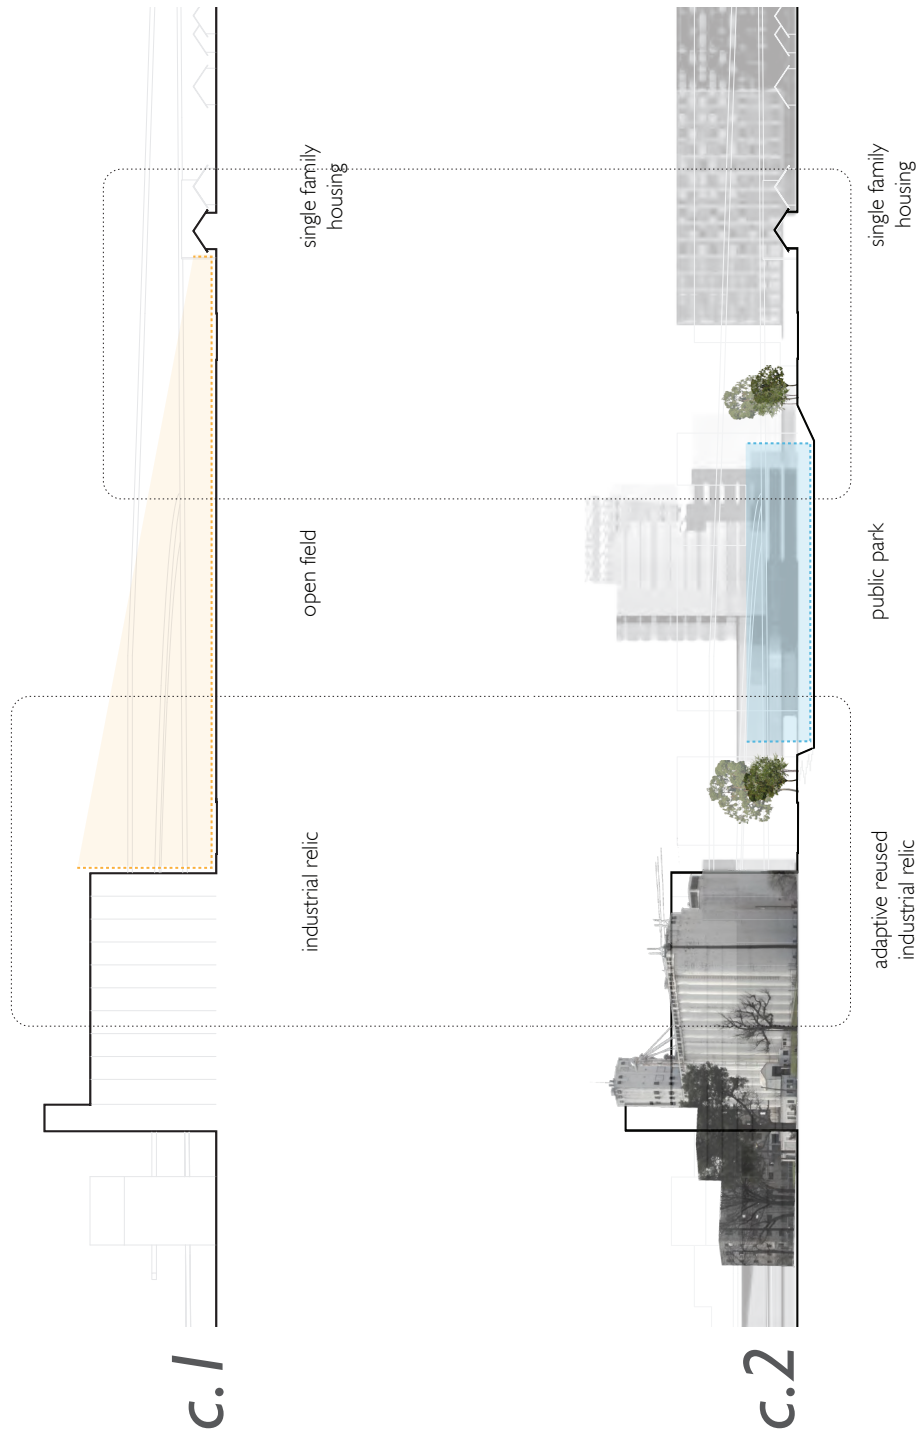 c.1
industrial relic
open field
single family
housing
c.2
adaptive reused
industrial relic
public park
single family
housing